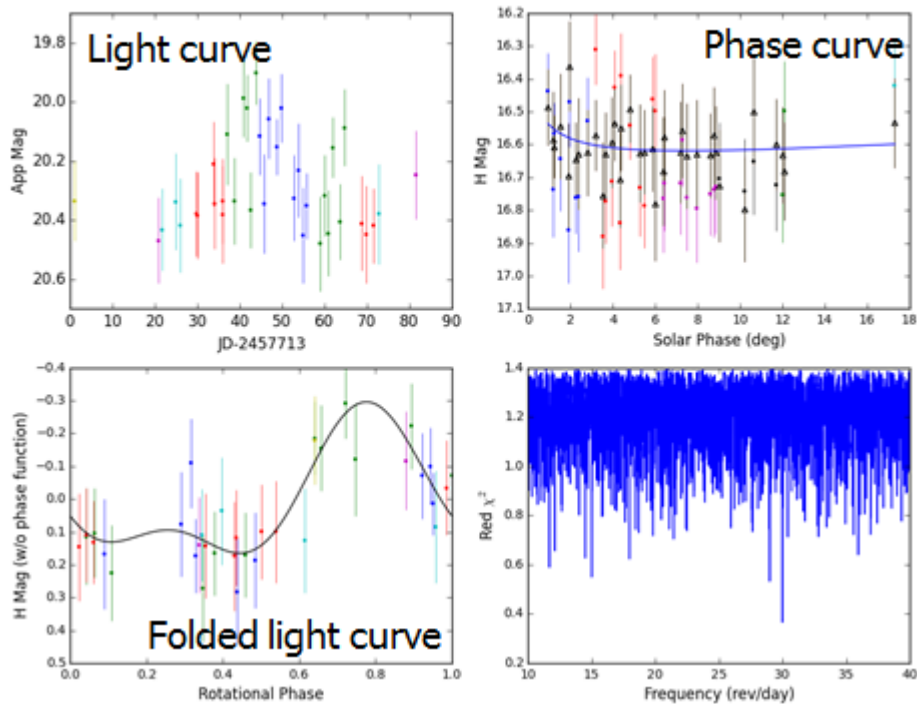 Light curve
19.8
20.0
20.2
20.4
20.6
App Mag
0 10 20 30 40 50 60 70 80 90
JD-2457713
Phase curve
16.2
16.3
16.4
16.5
16.6
16.7
16.8
16.9
17.0
17.1
H Mag
0 2 4 6 8 10 12 14 16 18
Solar Phase (deg)
-0.4
-0.3
-0.2
-0.1
0.0
0.1
0.2
0.3
0.4
0.5
H Mag (w/o phase function)
Folded light curve
0.0 0.2 0.4 0.6 0.8 1.0
Rotational Phase
1.4
1.2
1.0
0.8
0.6
0.4
0.2
Red χ²
10 15 20 25 30 35 40
Frequency (rev/day)